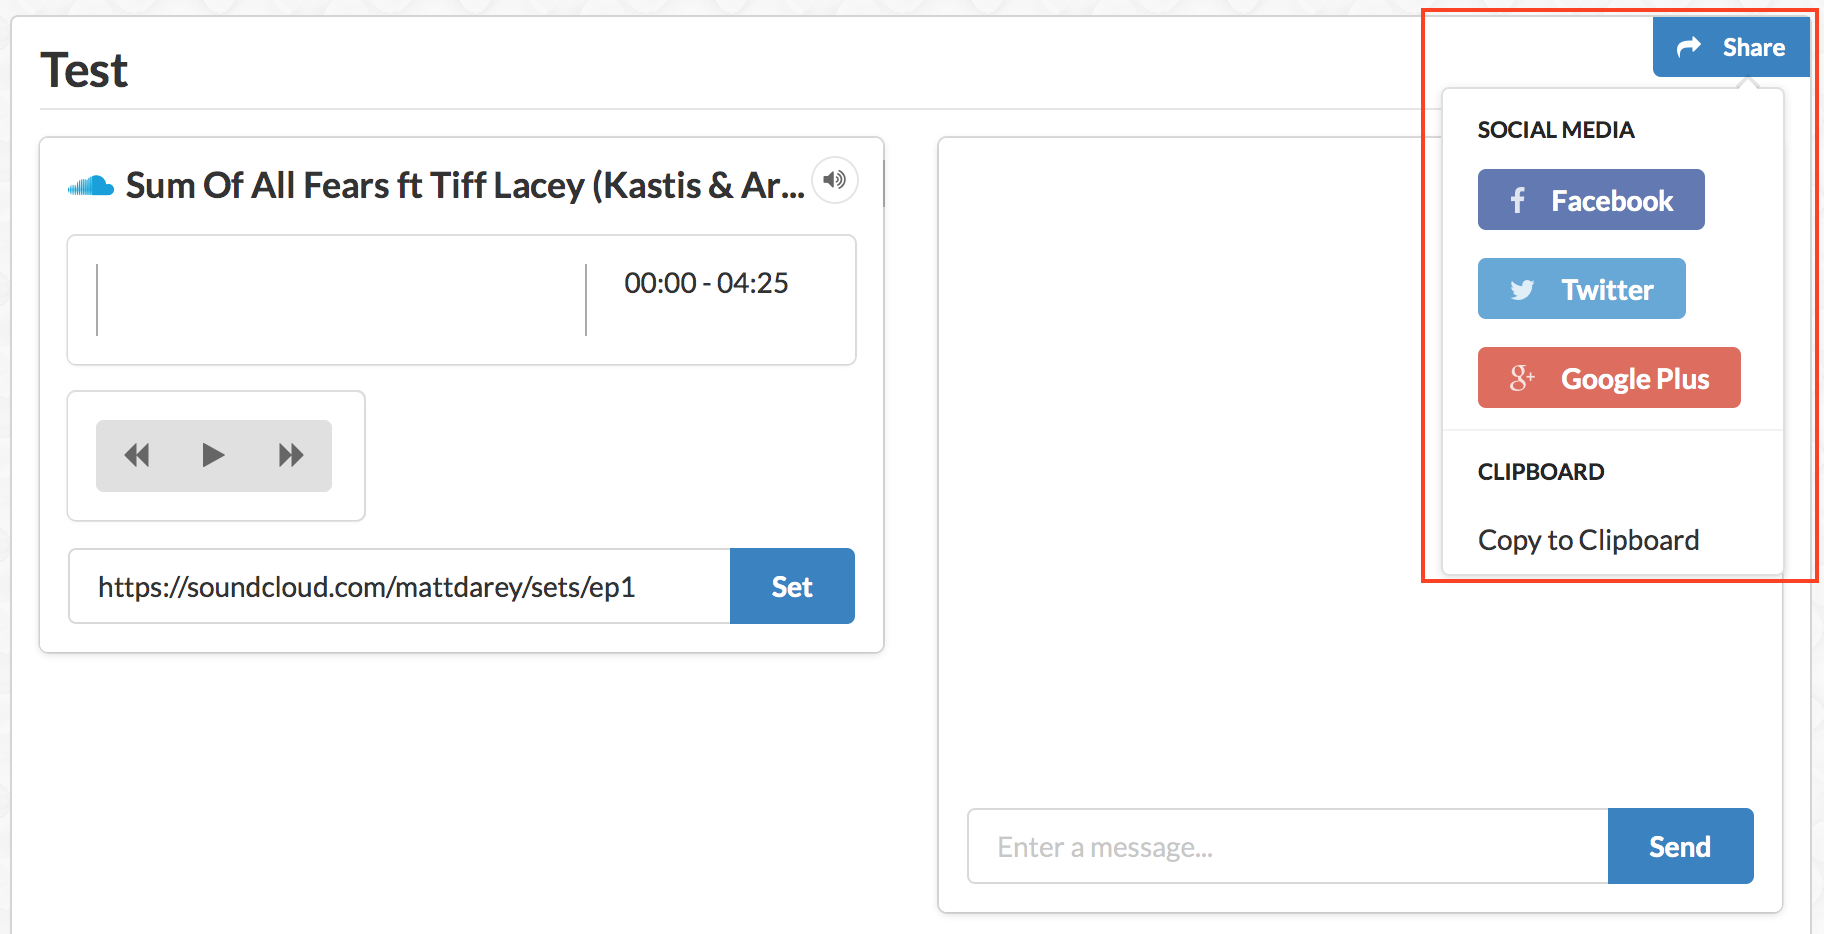 Test
Share
Sum Of All Fears ft Tiff Lacey (Kastis & Ar...
00:00 - 04:25
https://soundcloud.com/mattdarey/sets/ep1
Set
SOCIAL MEDIA
Facebook
Twitter
Google Plus
CLIPBOARD
Copy to Clipboard
Enter a message...
Send